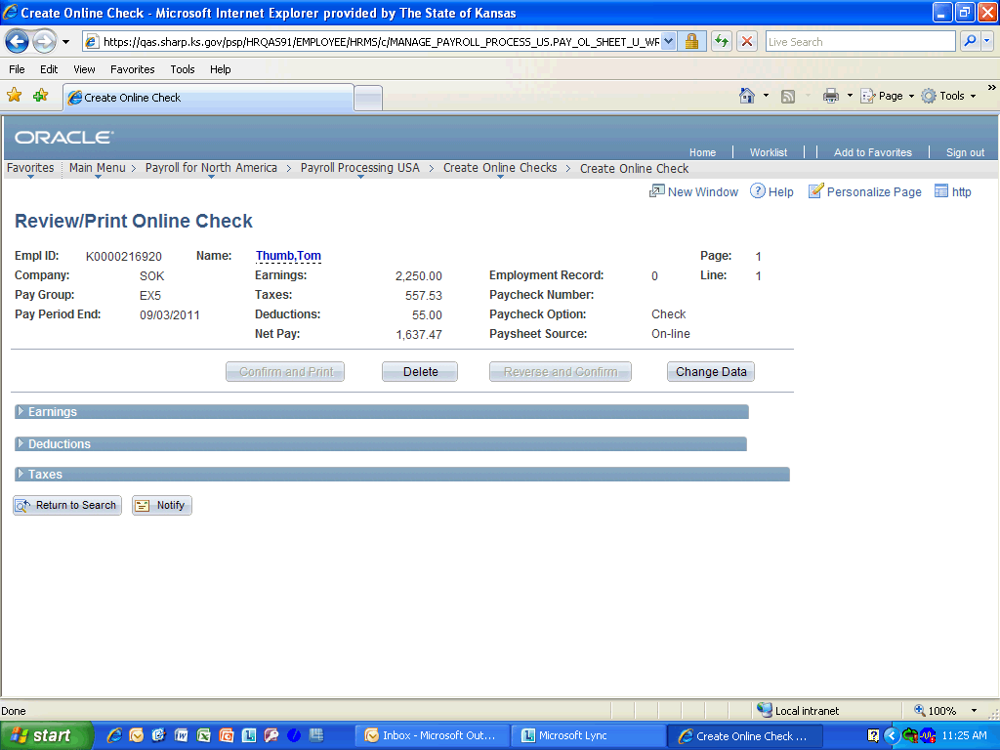 Create Online Check - Microsoft Internet Explorer provided by The State of Kansas
https://qas.sharp.ks.gov/psp/HRQAS91/EMPLOYEE/HRMS/c/MANAGE_PAYROLL_PROCESS_US.PAY_OL_SHEET_U_WF Live Search
File Edit View Favorites Tools Help
Create Online Check Page Tools »
ORACLE
Home Worklist Add to Favorites Sign out
Favorites Main Menu > Payroll for North America > Payroll Processing USA > Create Online Checks > Create Online Check
New Window ? Help Personalize Page http
Review/Print Online Check
Empl ID: K0000216920 Name: Thumb,Tom Page: 1
Company: SOK Earnings: 2,250.00 Employment Record: 0 Line: 1
Pay Group: EX5 Taxes: 557.53 Paycheck Number:
Pay Period End: 09/03/2011 Deductions: 55.00 Paycheck Option: Check
Net Pay: 1,637.47 Paysheet Source: On-line
Confirm and Print Delete Reverse and Confirm Change Data
Earnings
Deductions
Taxes
Return to Search Notify
Done Local intranet 100%
start Inbox - Microsoft Out... Microsoft Lync Create Online Check ... 11:25 AM